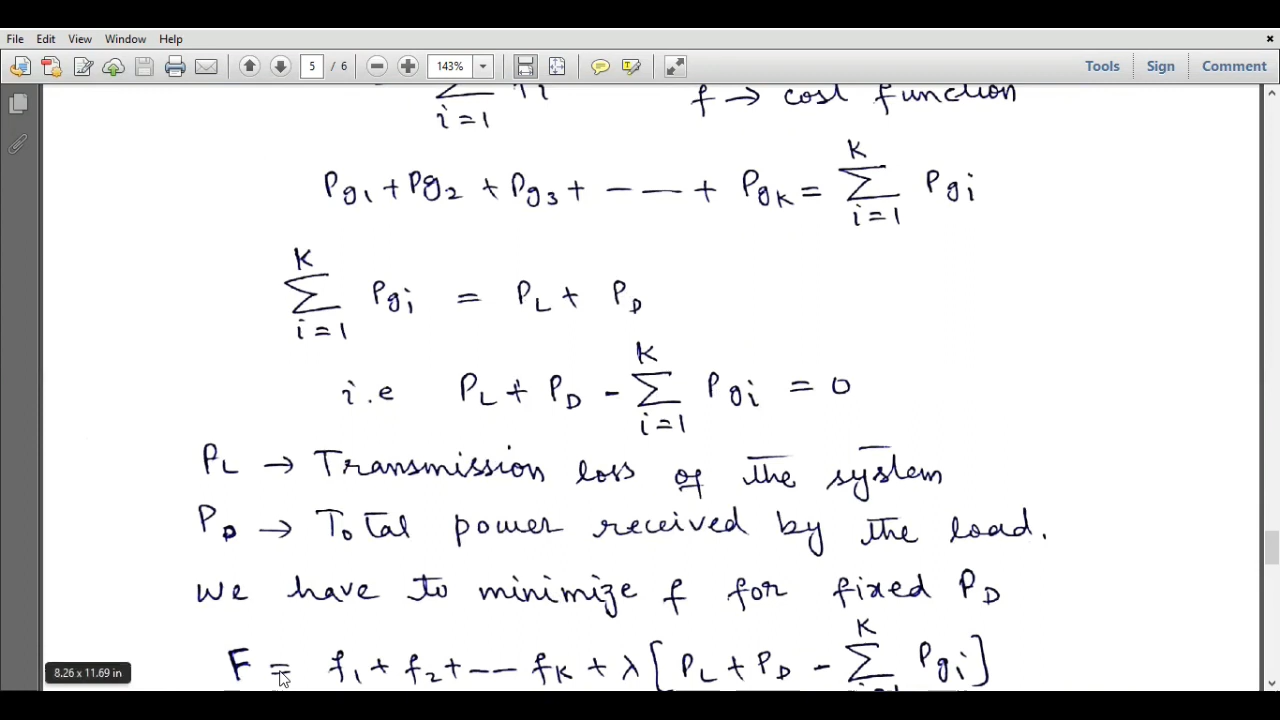 File Edit View Window Help
5 / 6 143% Tools Sign Comment
∑ i=1 f → cost function
Pg1 + Pg2 + Pg3 + – — + PgK = ∑ K i=1 Pgi
∑ K i=1 Pgi = PL + PD
i.e PL + PD - ∑ K i=1 Pgi = 0
PL → Transmission loss of the system
PD → Total power received by the load.
We have to minimize f for fixed PD
F = f1 + f2 + -- fK + λ [ PL + PD - ∑ K Pgi ]
8.26 x 11.69 in